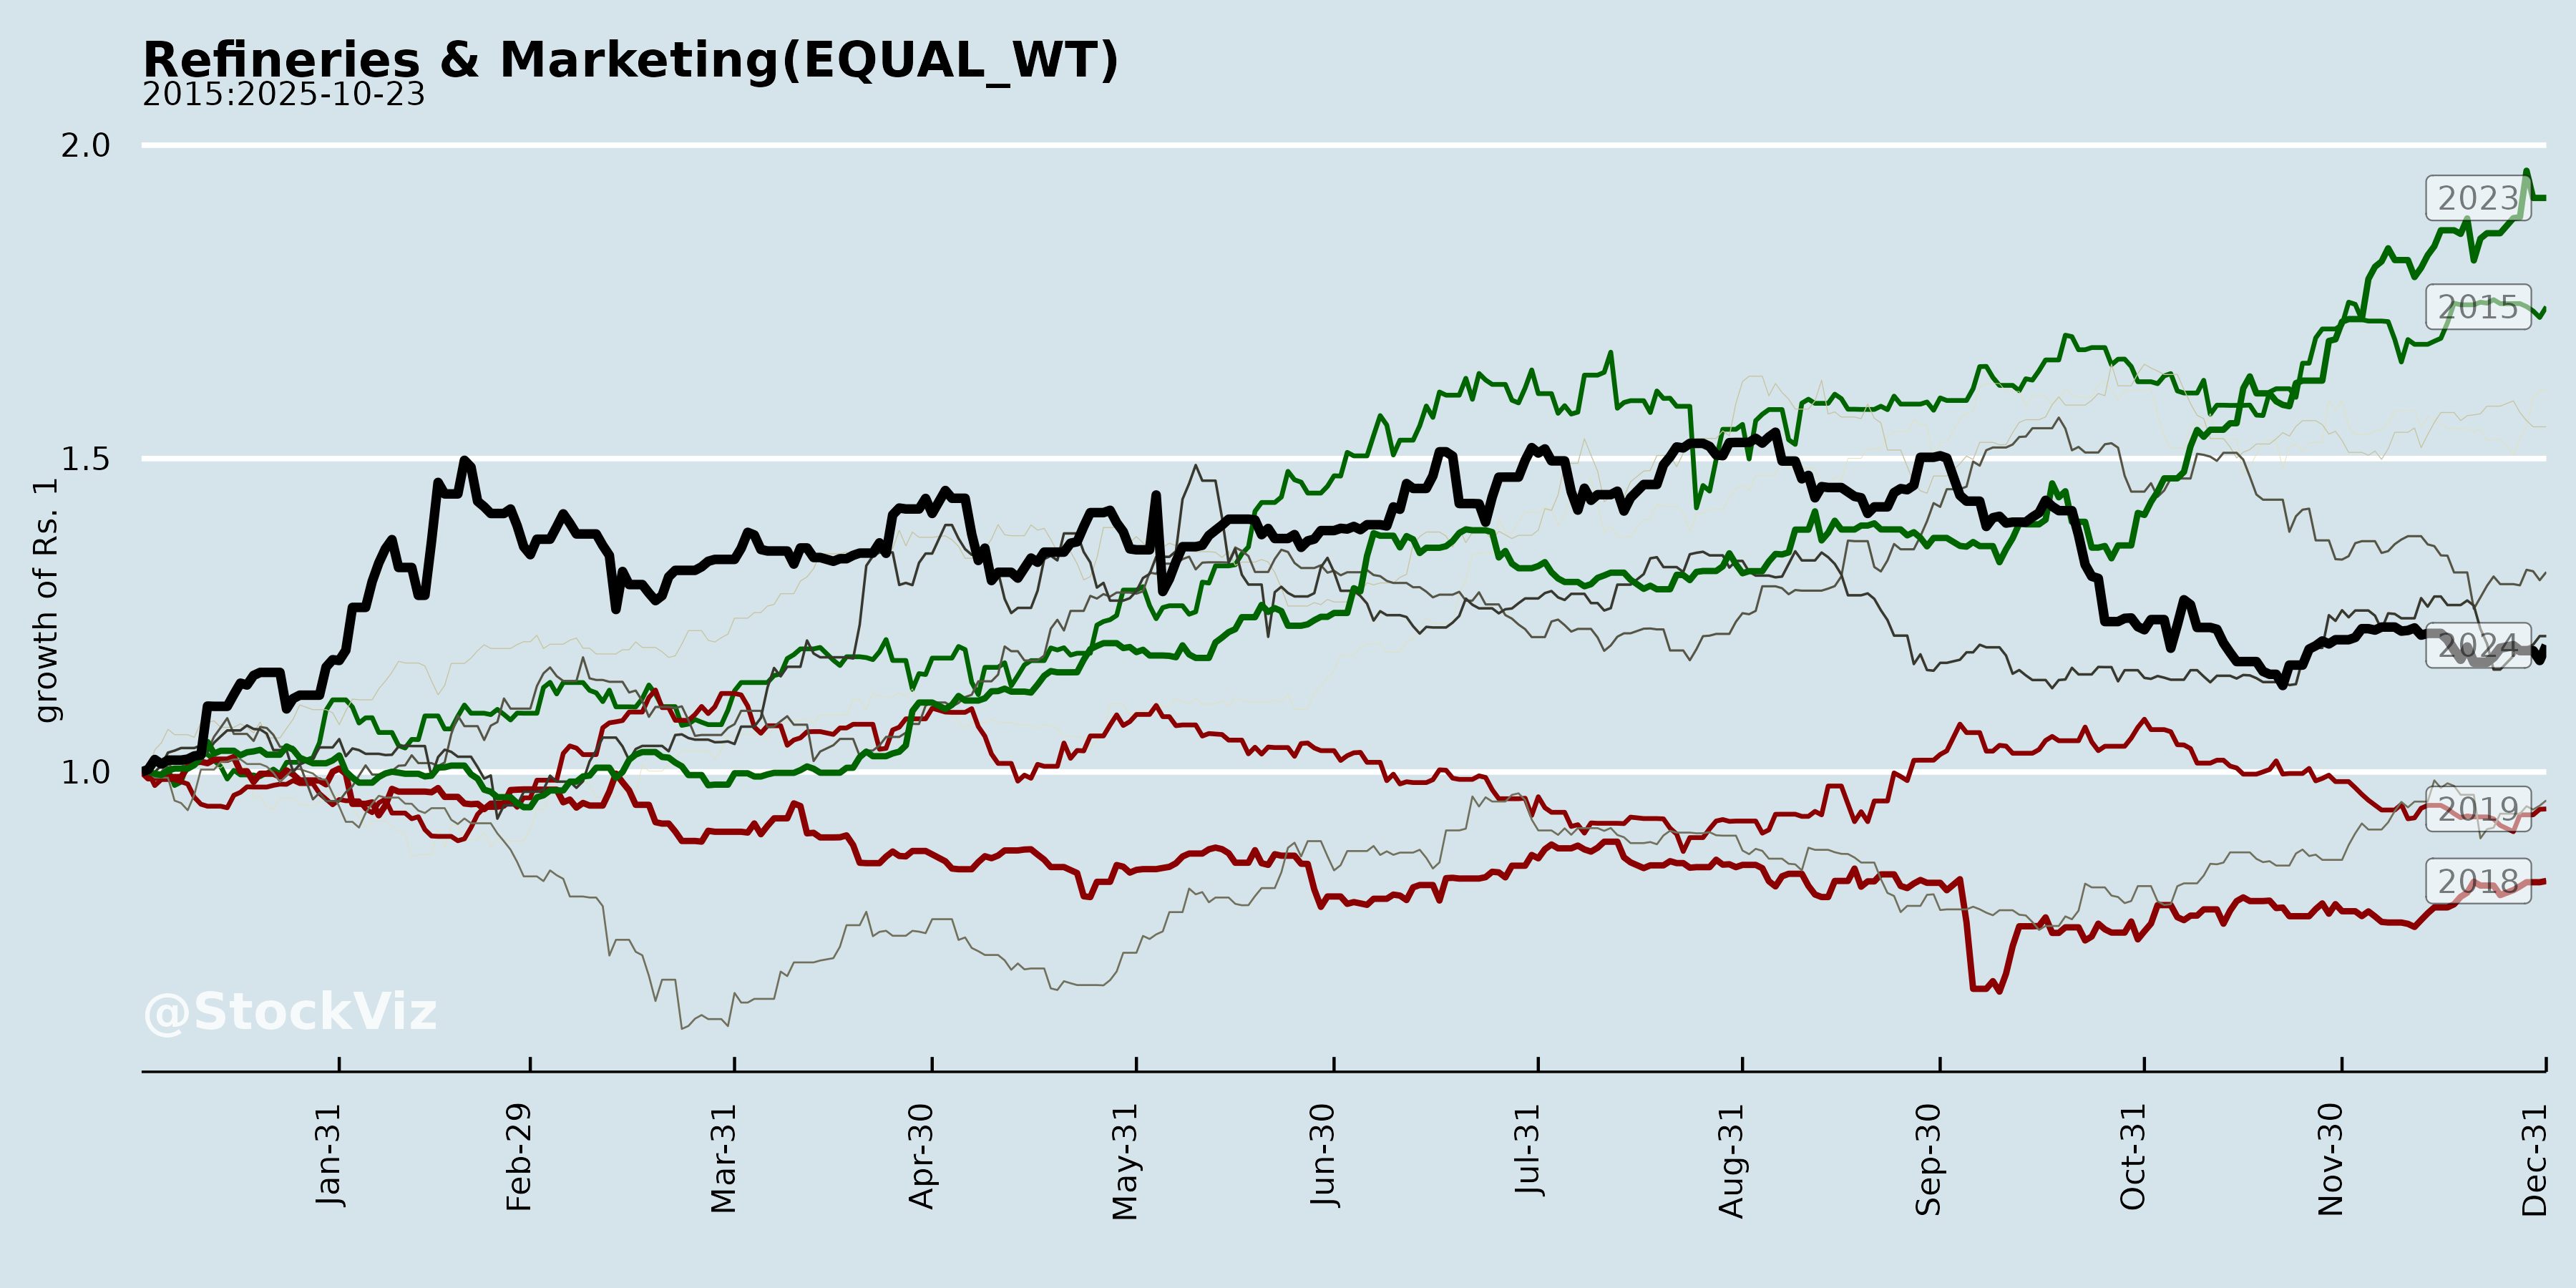 Refineries & Marketing(EQUAL_WT)
2015:2025-10-23
growth of Rs. 1
2.0
1.5
1.0
2023
2015
2024
2019
2018
@StockViz
Jan-31
Feb-29
Mar-31
Apr-30
May-31
Jun-30
Jul-31
Aug-31
Sep-30
Oct-31
Nov-30
Dec-31